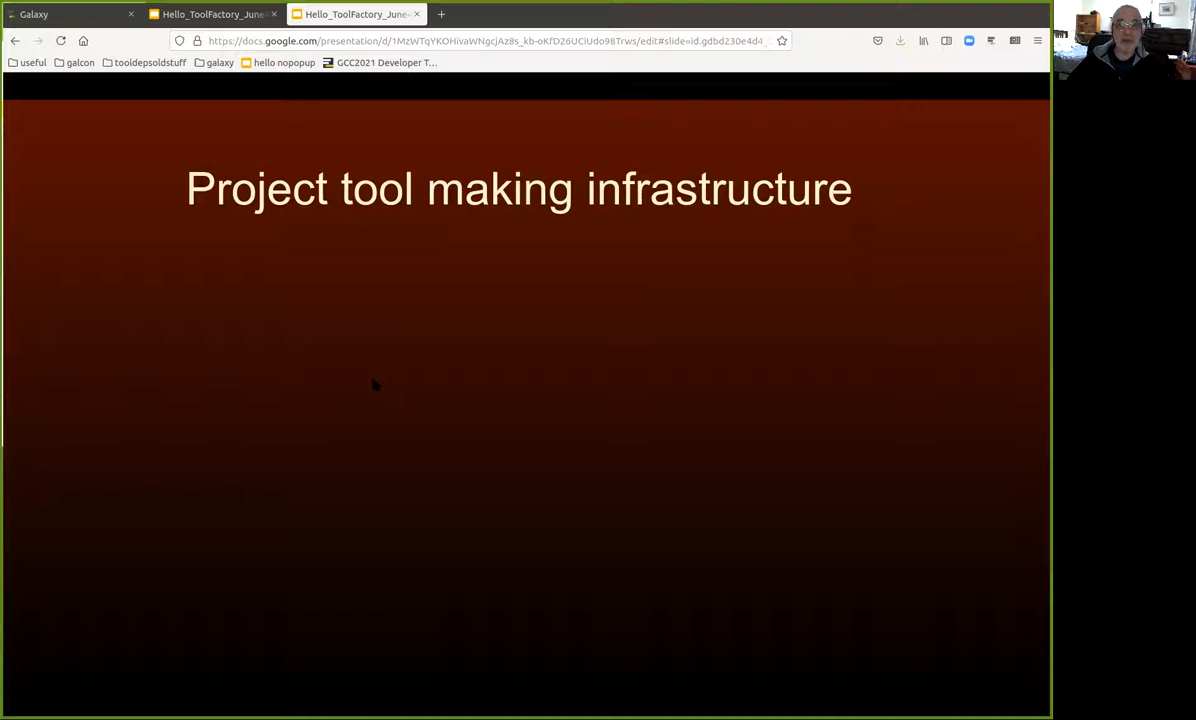 Galaxy
Hello_ToolFactory_June
Hello_ToolFactory_June
https://docs.google.com/presentation/d/1MzWTqYKOHivaWNgcjAz8s_kb-oKfD26UCiUdo98Trws/edit#slide=id.gdbd230e4d4_
useful
galcon
tooldepsoldstuff
galaxy
hello nopopup
GCC2021 Developer T...
Project tool making infrastructure